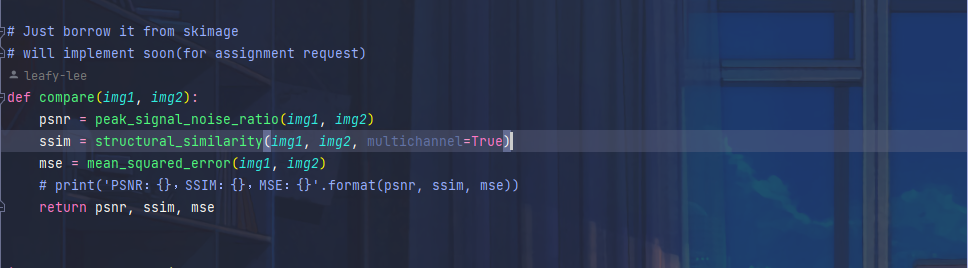 # Just borrow it from skimage
# will implement soon(for assignment request)
leafy-lee
def compare(img1, img2):
psnr = peak_signal_noise_ratio(img1, img2)
ssim = structural_similarity(img1, img2, multichannel=True)
mse = mean_squared_error(img1, img2)
# print('PSNR：{}，SSIM：{}，MSE：{}'.format(psnr, ssim, mse))
return psnr, ssim, mse